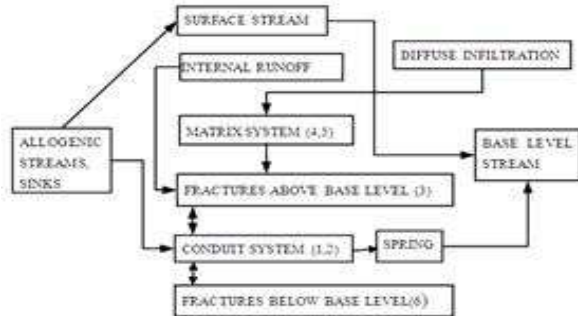 SURFACE STREAM
DIFFUSE INFILTRATION
INTERNAL RUNOFF
MATRIX SYSTEM (4,5)
ALLOGENIC
STREAMS,
SINKS
BASE LEVEL
STREAM
FRACTURES ABOVE BASE LEVEL (3)
CONDUIT SYSTEM (1,2)
SPRING
FRACTURES BELOW BASE LEVEL(6)